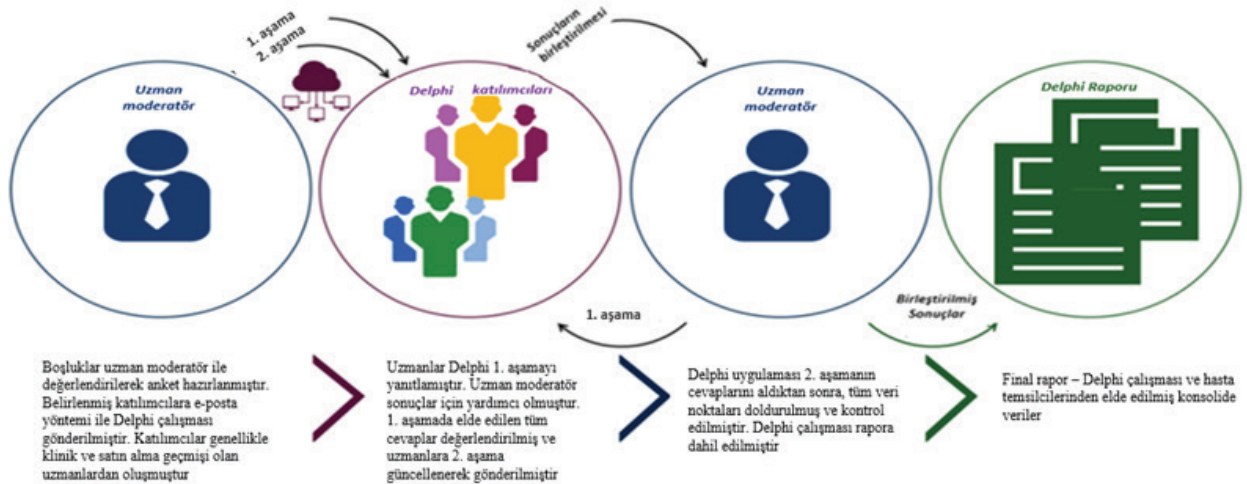 1. aşama
2. aşama
Sonuçların
birleştirilmesi
Uzman
moderatör
Delphi katılımcıları
Uzman
moderatör
Delphi Raporu
1. aşama
Birleştirilmiş
Sonuçlar
Boşluklar uzman moderatör ile
değerlendirilerek anket hazırlanmıştır.
Belirlenmiş katılımcılara e-posta
yöntemi ile Delphi çalışması
gönderilmiştir. Katılımcılar genellikle
klinik ve satın alma geçmişi olan
uzmanlardan oluşmuştur
Uzmanlar Delphi 1. aşamayı
yanıtlamıştır. Uzman moderatör
sonuçlar için yardımcı olmuştur.
1. aşamada elde edilen tüm
cevaplar değerlendirilmiş ve
uzmanlara 2. aşama
güncellenerek gönderilmiştir
Delphi uygulaması 2. aşamanın
cevaplarını aldıktan sonra, tüm veri
noktaları doldurulmuş ve kontrol
edilmiştir. Delphi çalışması rapora
dahil edilmiştir
Final rapor – Delphi çalışması ve hasta
temsilcilerinden elde edilmiş konsolide
veriler